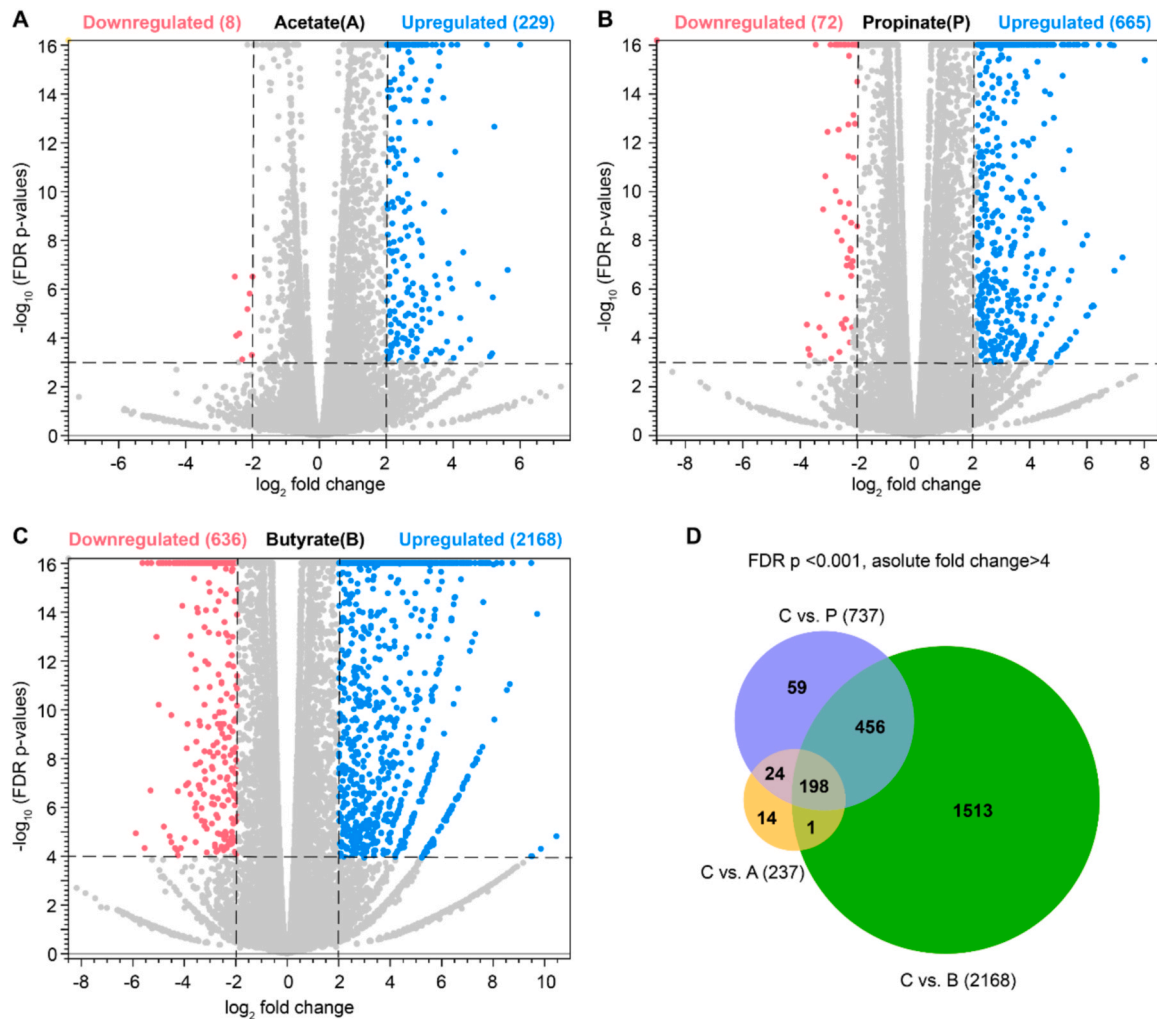 A
Downregulated (8) Acetate(A) Upregulated (229)
16
14
12
10
8
6
4
2
0
-log10 (FDR p-values)
-6 -4 -2 0 2 4 6
log2 fold change
B
Downregulated (72) Propinate(P) Upregulated (665)
16
14
12
10
8
6
4
2
0
-log10 (FDR p-values)
-8 -6 -4 -2 0 2 4 6 8
log2 fold change
C
Downregulated (636) Butyrate(B) Upregulated (2168)
16
14
12
10
8
6
4
2
0
-log10 (FDR p-values)
-8 -6 -4 -2 0 2 4 6 8 10
log2 fold change
D
FDR p <0.001, asolute fold change>4
C vs. P (737)
59
456
24
198
14
1
1513
C vs. A (237)
C vs. B (2168)